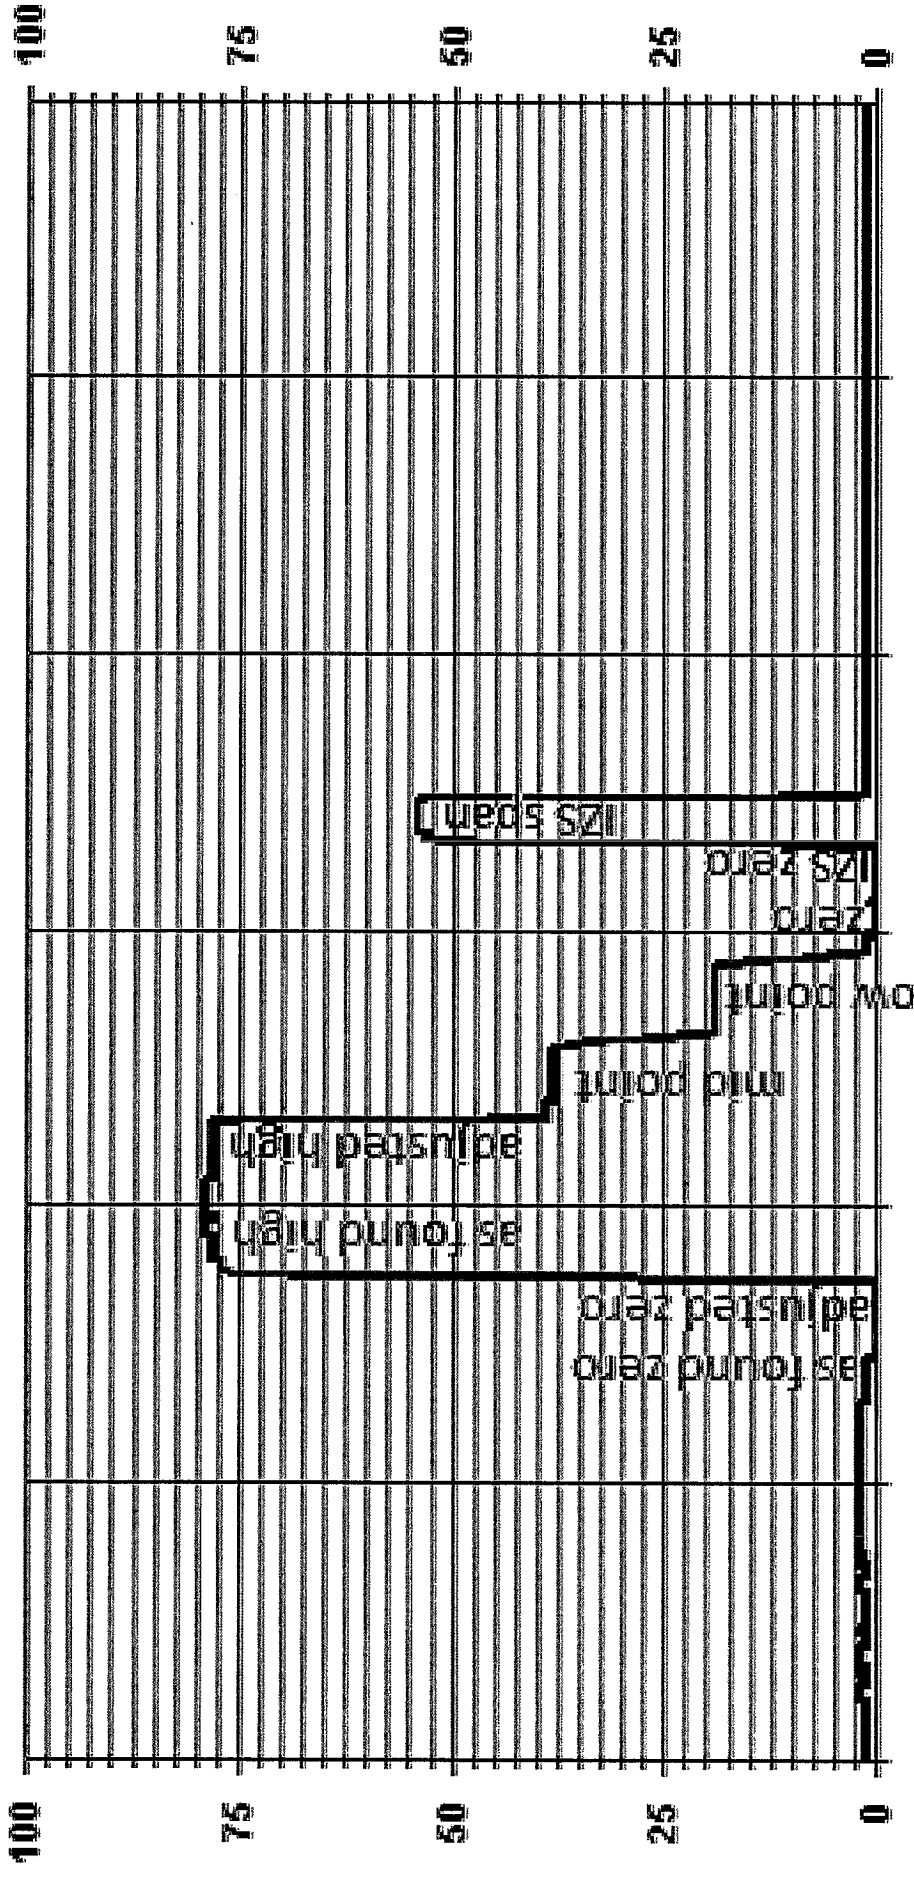 100
75
50
25
0
IZS span
IZS zero
zero
ow point
mid point
adjusted high
as found high
adjusted zero
as found zero
100
75
50
25
0